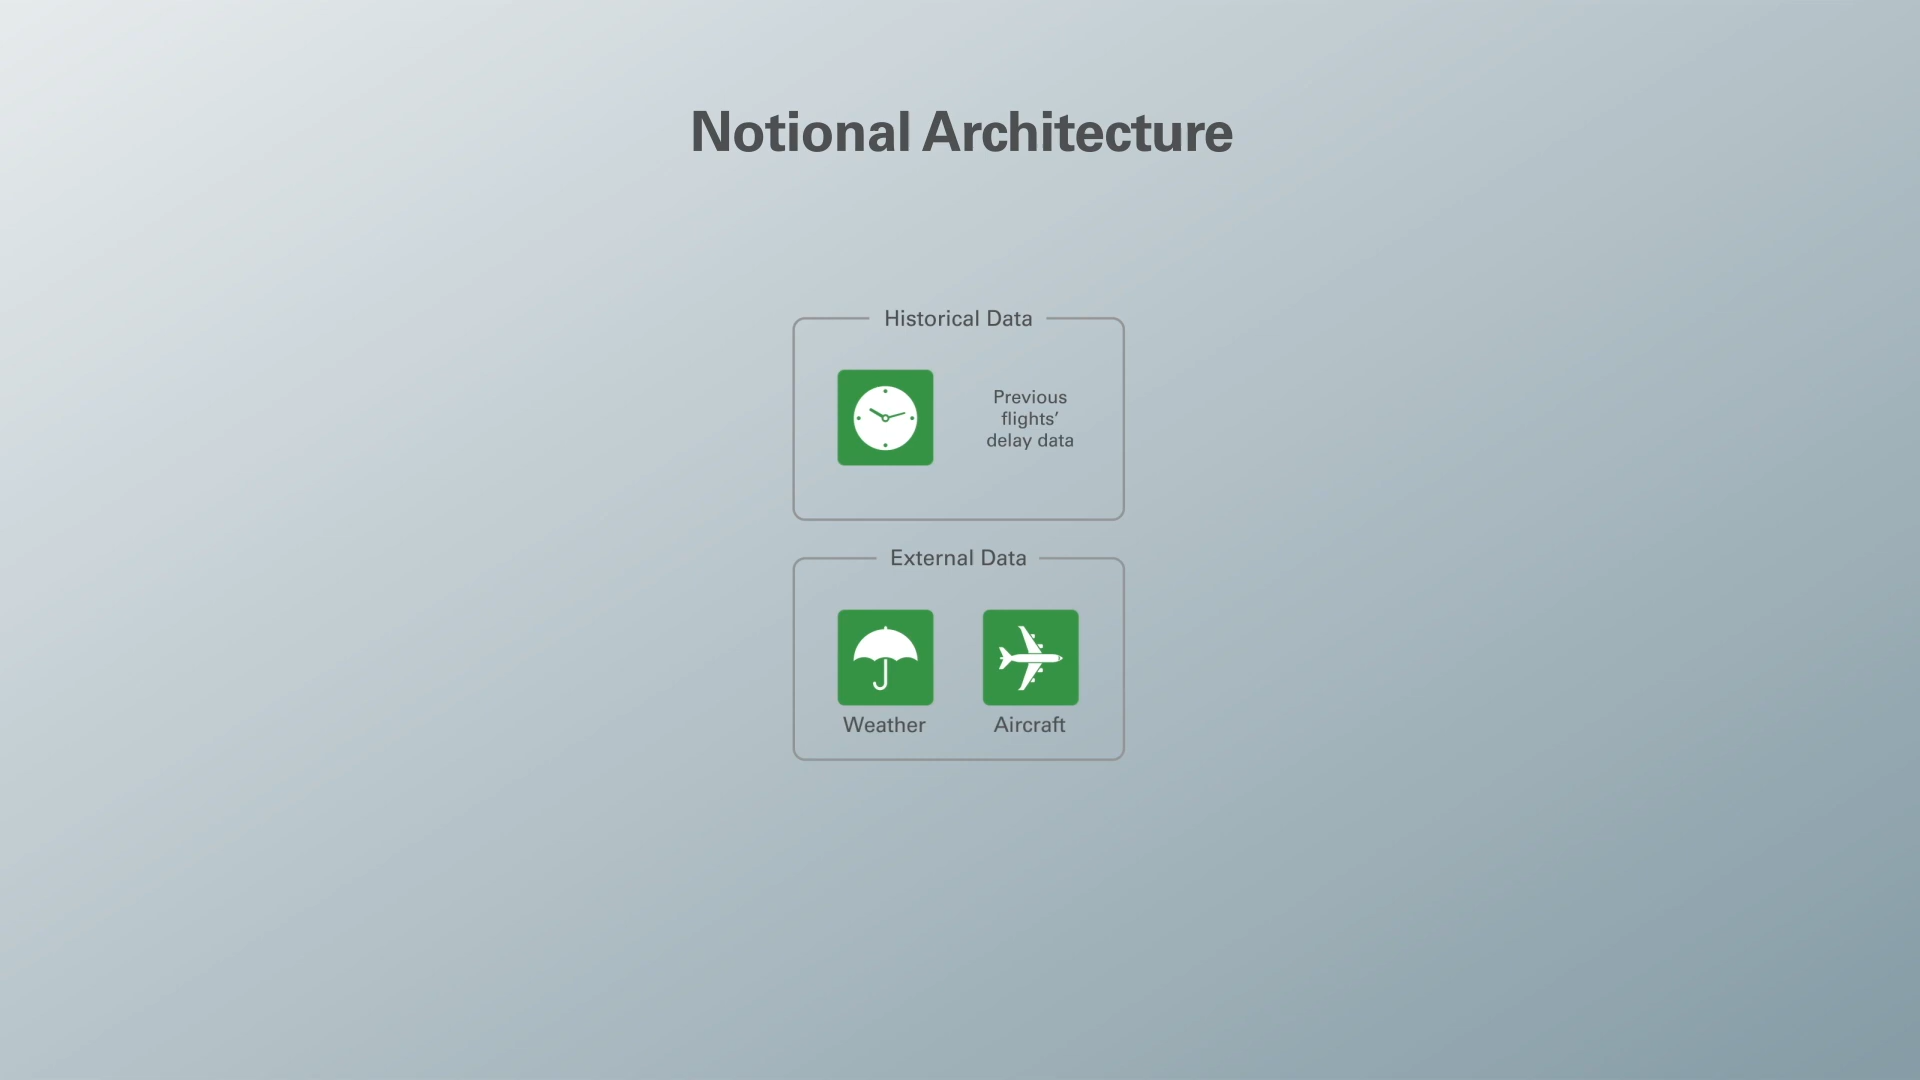 Notional Architecture
Historical Data
Previous
flights’
delay data
External Data
Weather
Aircraft